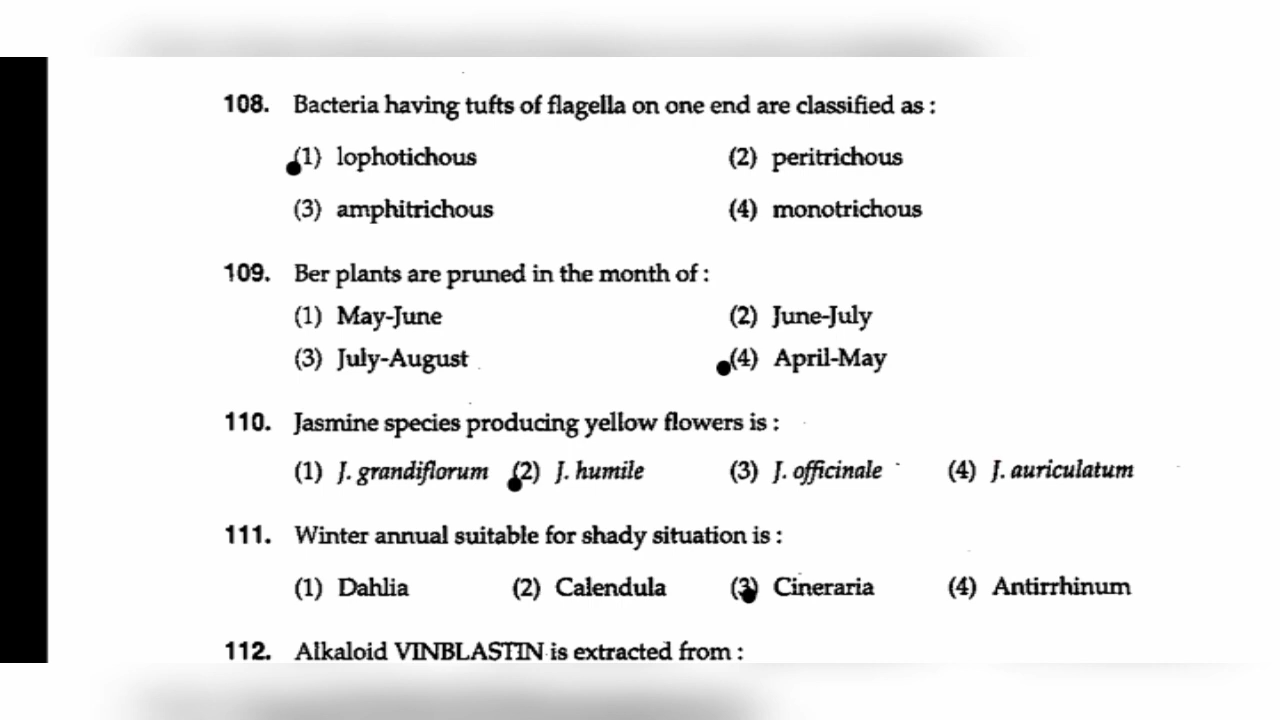 108. Bacteria having tufts of flagella on one end are classified as :
(1) lophotichous (2) peritrichous
(3) amphitrichous (4) monotrichous
109. Ber plants are pruned in the month of :
(1) May-June (2) June-July
(3) July-August (4) April-May
110. Jasmine species producing yellow flowers is :
(1) J. grandiflorum (2) J. humile (3) J. officinale (4) J. auriculatum
111. Winter annual suitable for shady situation is :
(1) Dahlia (2) Calendula (3) Cineraria (4) Antirrhinum
112. Alkaloid VINBLASTIN is extracted from :